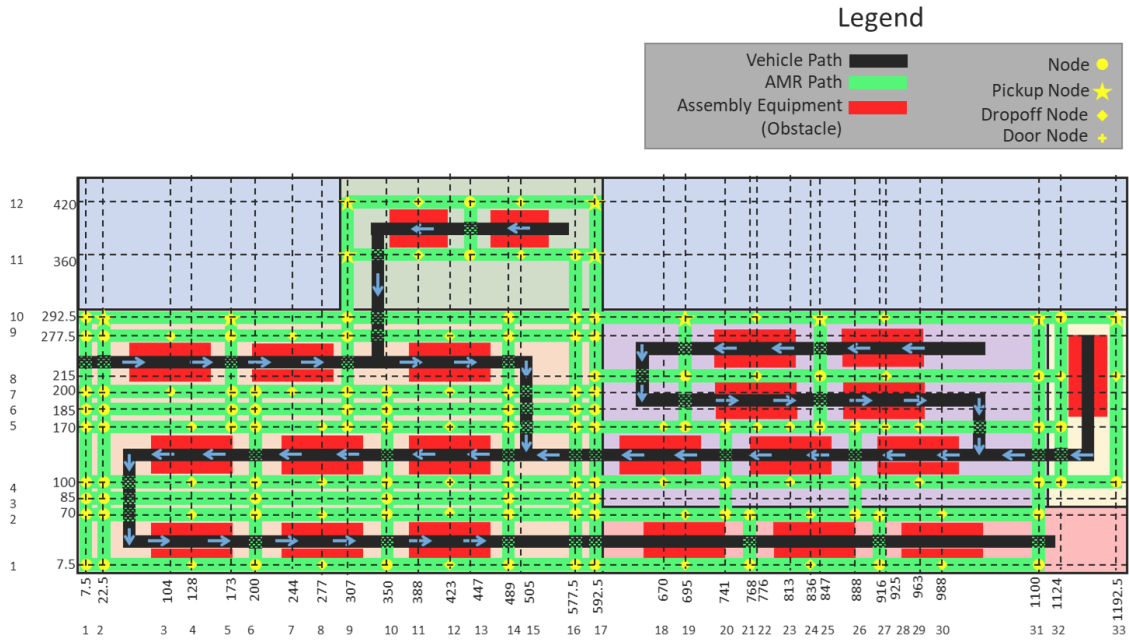 Legend
Vehicle Path
AMR Path
Assembly Equipment
(Obstacle)
Node
Pickup Node
Dropoff Node
Door Node
12 420
11 360
10 292.5
9 277.5
8 215
7 200
6 185
5 170
4 100
3 85
2 70
1 7.5
7.5 22.5 104 128 173 200 244 277 307 350 388 423 447 489 505 577.5 592.5 670 695 741 768 776 813 836 847 888 916 925 963 988 1100 1124 1192.5
1 2 3 4 5 6 7 8 9 10 11 12 13 14 15 16 17 18 19 20 21 22 23 24 25 26 27 28 29 30 31 32 33